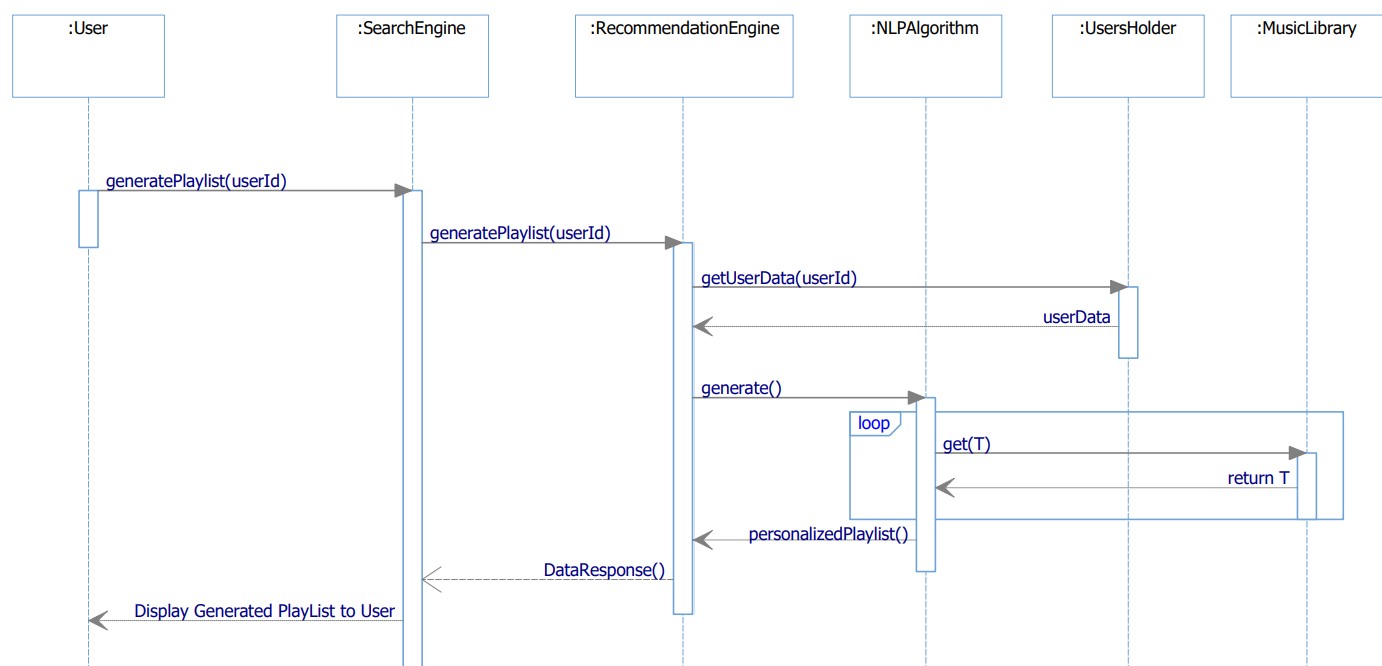 :User
:SearchEngine
:RecommendationEngine
:NLPAlgorithm
:UsersHolder
:MusicLibrary
generatePlaylist(userId)
generatePlaylist(userId)
getUserData(userId)
userData
generate()
loop
get(T)
return T
personalizedPlaylist()
DataResponse()
Display Generated PlayList to User